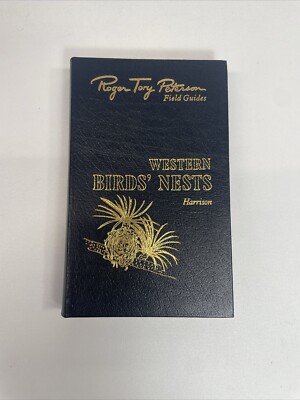 Roger Tory Peterson
Field Guides
WESTERN
BIRDS' NESTS
Harrison